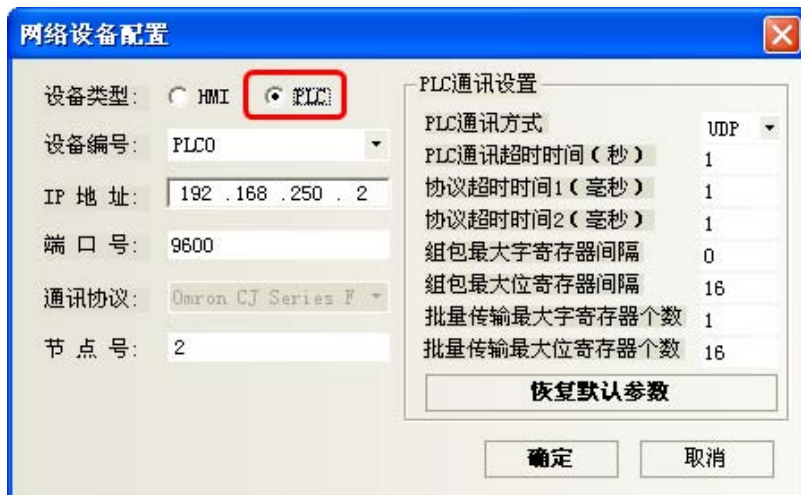 网络设备配置
设备类型: HMI PLC
设备编号: PLC0
IP 地 址: 192 .168 .250 . 2
端 口 号: 9600
通讯协议: Omron CJ Series F
节 点 号: 2
PLC通讯设置
PLC通讯方式 UDP
PLC通讯超时时间(秒) 1
协议超时时间1(毫秒) 1
协议超时时间2(毫秒) 1
组包最大字寄存器间隔 0
组包最大位寄存器间隔 16
批量传输最大字寄存器个数 1
批量传输最大位寄存器个数 16
恢复默认参数
确定 取消